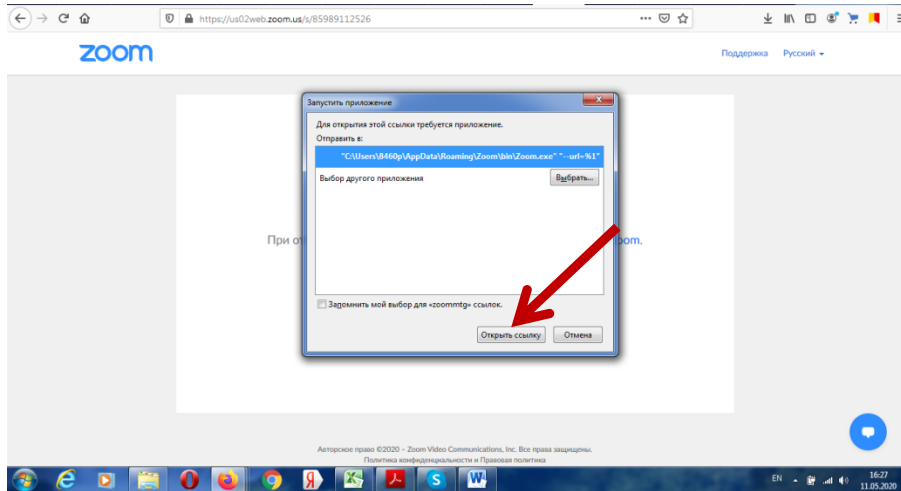 https://us02web.zoom.us/s/85989112526
zoom
Поддержка Русский
Запустить приложение
Для открытия этой ссылки требуется приложение.
Отправить в:
"C:\Users\8460p\AppData\Roaming\Zoom\bin\Zoom.exe" "--url=%1"
Выбор другого приложения
Выбрать...
При
oom.
Запомнить мой выбор для «zoommtg» ссылок.
Открыть ссылку Отмена
Авторское право ©2020 - Zoom Video Communications, Inc. Все права защищены.
Политика конфиденциальности и Правовая политика
EN 16:27
11.05.2020